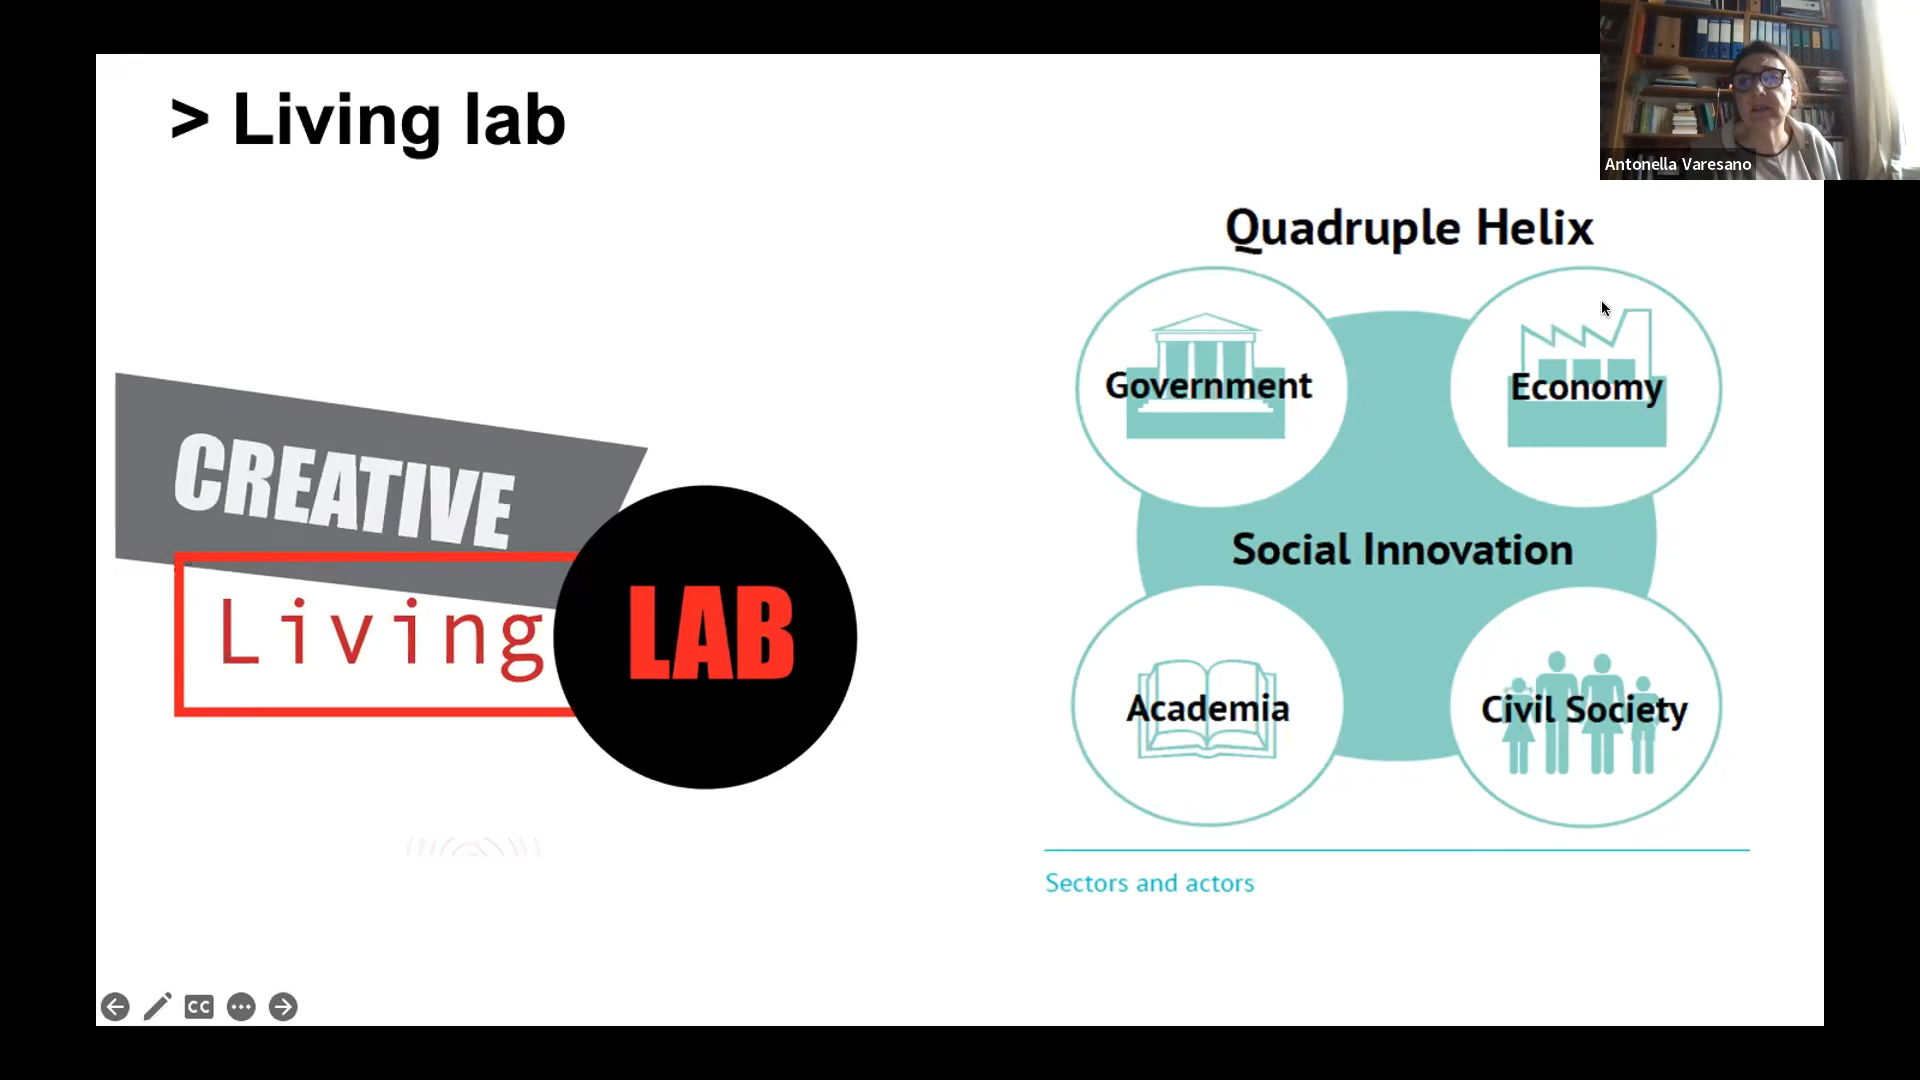 > Living lab
Antonella Varesano
CREATIVE
Living
LAB
Quadruple Helix
Government
Economy
Social Innovation
Academia
Civil Society
Sectors and actors
CC